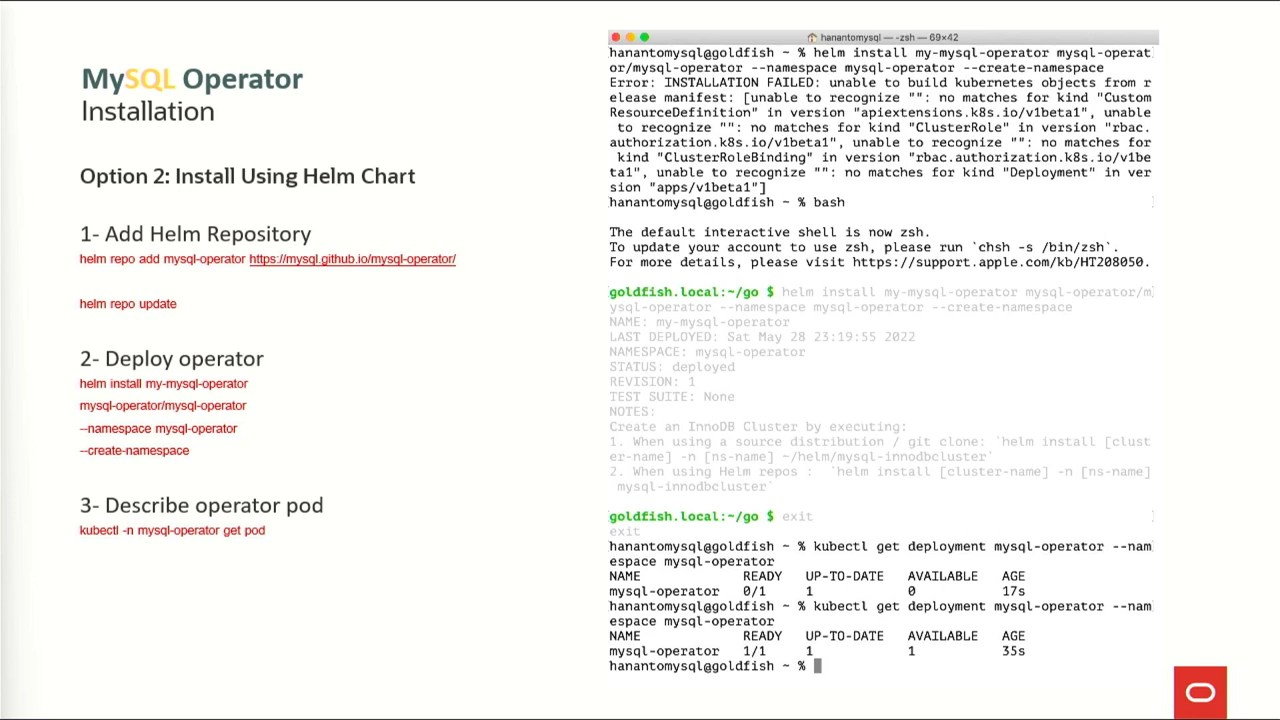 MySQL Operator
Installation
Option 2: Install Using Helm Chart
1- Add Helm Repository
helm repo add mysql-operator https://mysql.github.io/mysql-operator/
helm repo update
2- Deploy operator
helm install my-mysql-operator
mysql-operator/mysql-operator
--namespace mysql-operator
--create-namespace
3- Describe operator pod
kubectl -n mysql-operator get pod
hanantomysql — -zsh — 69×42
hanantomysql@goldfish ~ % helm install my-mysql-operator mysql-operat
or/mysql-operator --namespace mysql-operator --create-namespace
Error: INSTALLATION FAILED: unable to build kubernetes objects from r
elease manifest: [unable to recognize "": no matches for kind "Custom
ResourceDefinition" in version "apiextensions.k8s.io/v1beta1", unable
to recognize "": no matches for kind "ClusterRole" in version "rbac.
authorization.k8s.io/v1beta1", unable to recognize "": no matches for
kind "ClusterRoleBinding" in version "rbac.authorization.k8s.io/v1be
ta1", unable to recognize "": no matches for kind "Deployment" in ver
sion "apps/v1beta1"]
hanantomysql@goldfish ~ % bash
The default interactive shell is now zsh.
To update your account to use zsh, please run `chsh -s /bin/zsh`.
For more details, please visit https://support.apple.com/kb/HT208050.
goldfish.local:~/go $ helm install my-mysql-operator mysql-operator/m
ysql-operator --namespace mysql-operator --create-namespace
NAME: my-mysql-operator
LAST DEPLOYED: Sat May 28 23:19:55 2022
NAMESPACE: mysql-operator
STATUS: deployed
REVISION: 1
TEST SUITE: None
NOTES:
Create an InnoDB Cluster by executing:
1. When using a source distribution / git clone: `helm install [clust
er-name] -n [ns-name] ~/helm/mysql-innodbcluster`
2. When using Helm repos :  `helm install [cluster-name] -n [ns-name]
mysql-innodbcluster`
goldfish.local:~/go $ exit
exit
hanantomysql@goldfish ~ % kubectl get deployment mysql-operator --nam
espace mysql-operator
NAME READY UP-TO-DATE AVAILABLE AGE
mysql-operator 0/1 1 0 17s
hanantomysql@goldfish ~ % kubectl get deployment mysql-operator --nam
espace mysql-operator
NAME READY UP-TO-DATE AVAILABLE AGE
mysql-operator 1/1 1 1 35s
hanantomysql@goldfish ~ %